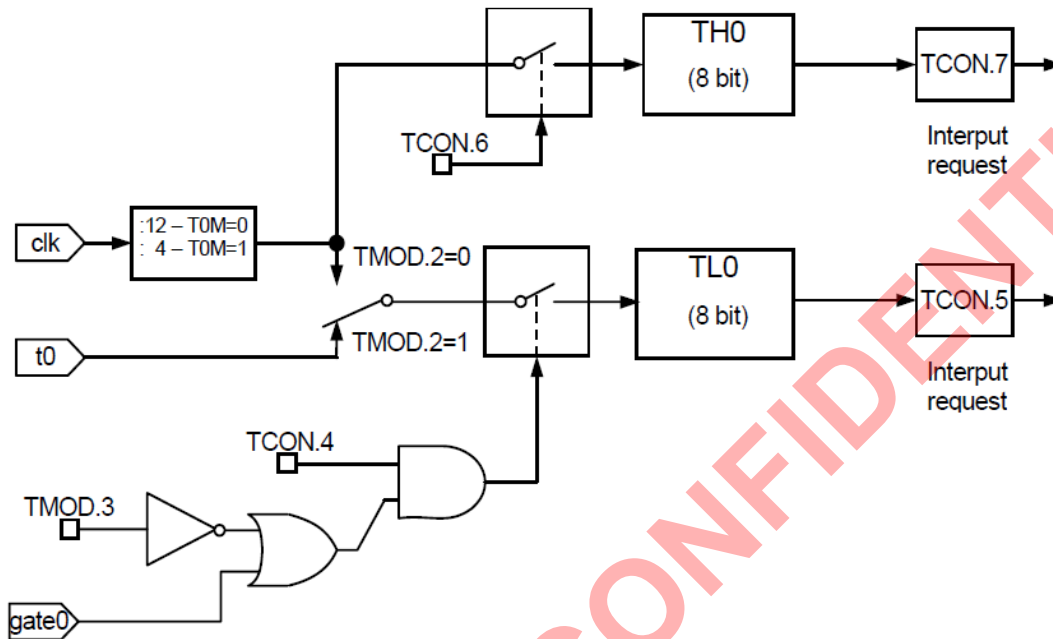 TH0
(8 bit)
TCON.7
Interput
request
TCON.6
clk
:12 – T0M=0
: 4 – T0M=1
TMOD.2=0
TL0
(8 bit)
TCON.5
Interput
request
t0
TMOD.2=1
TCON.4
TMOD.3
gate0
CONFIDENT